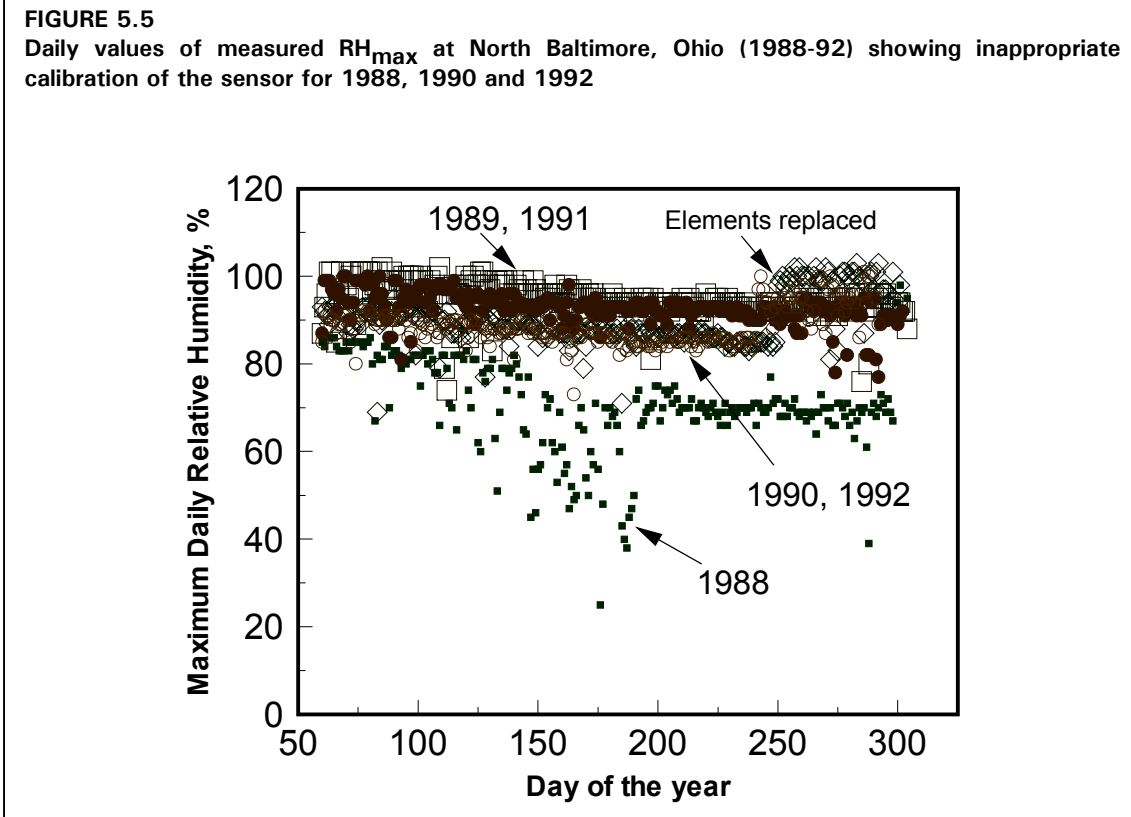 FIGURE 5.5
Daily values of measured RHmax at North Baltimore, Ohio (1988-92) showing inappropriate
calibration of the sensor for 1988, 1990 and 1992
120
100
80
60
40
20
0
Maximum Daily Relative Humidity, %
1989, 1991
Elements replaced
1990, 1992
1988
50 100 150 200 250 300
Day of the year